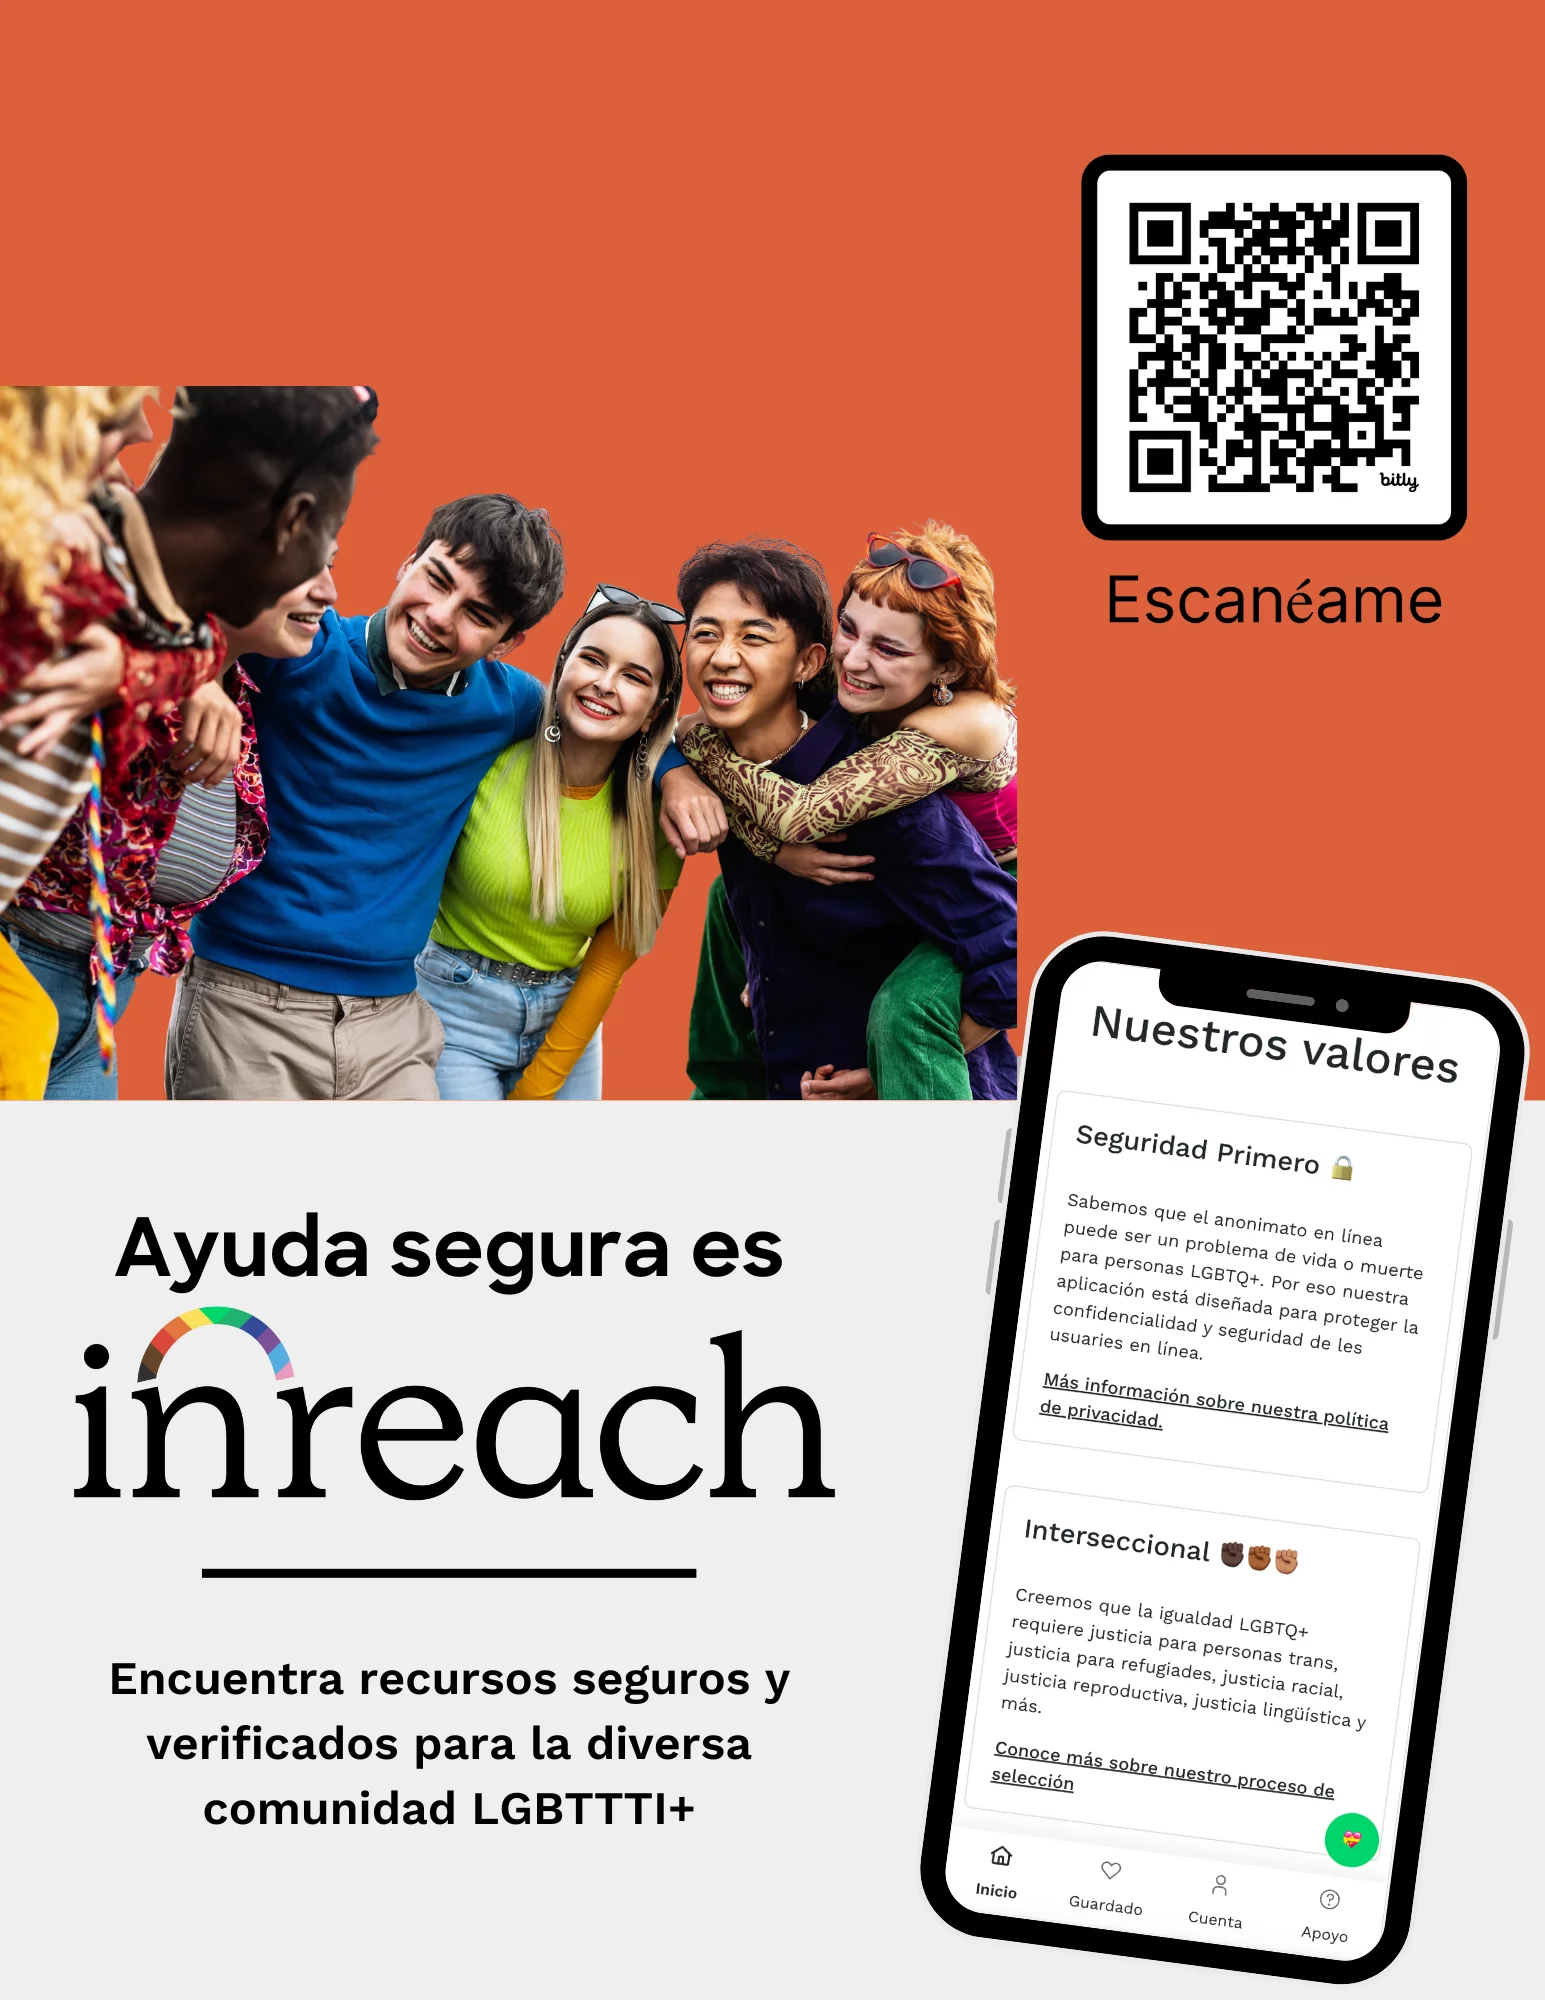 bitly
Escanéame
Nuestros valores
Seguridad Primero 🔒
Sabemos que el anonimato en línea
puede ser un problema de vida o muerte
para personas LGBTQ+. Por eso nuestra
aplicación está diseñada para proteger la
confidencialidad y seguridad de les
usuaries en línea.
Más información sobre nuestra política
de privacidad.
Interseccional ✊🏿✊🏾✊🏽
Creemos que la igualdad LGBTQ+
requiere justicia para personas trans,
justicia para refugiades, justicia racial,
justicia reproductiva, justicia lingüística y
más.
Conoce más sobre nuestro proceso de
selección
Inicio
Guardado
Cuenta
Apoyo
Ayuda segura es
inreach
Encuentra recursos seguros y
verificados para la diversa
comunidad LGBTTTI+